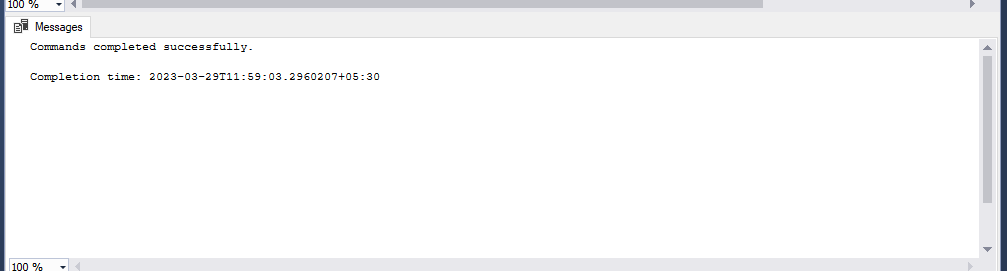 100 %
Messages
Commands completed successfully.
Completion time: 2023-03-29T11:59:03.2960207+05:30
100 %